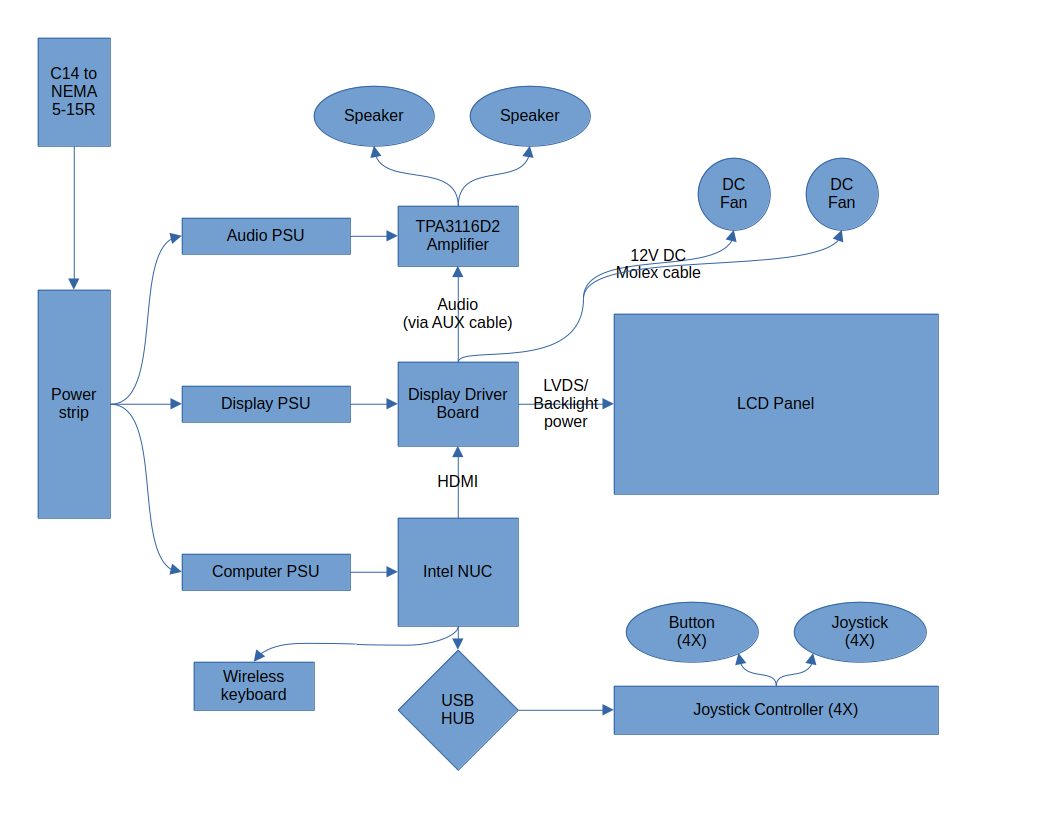 C14 to
NEMA
5-15R
Speaker
Speaker
DC
Fan
DC
Fan
Audio PSU
TPA3116D2
Amplifier
12V DC
Molex cable
Audio
(via AUX cable)
Power
strip
Display PSU
Display Driver
Board
LVDS/
Backlight
power
LCD Panel
HDMI
Computer PSU
Intel NUC
Button
(4X)
Joystick
(4X)
Wireless
keyboard
USB
HUB
Joystick Controller (4X)